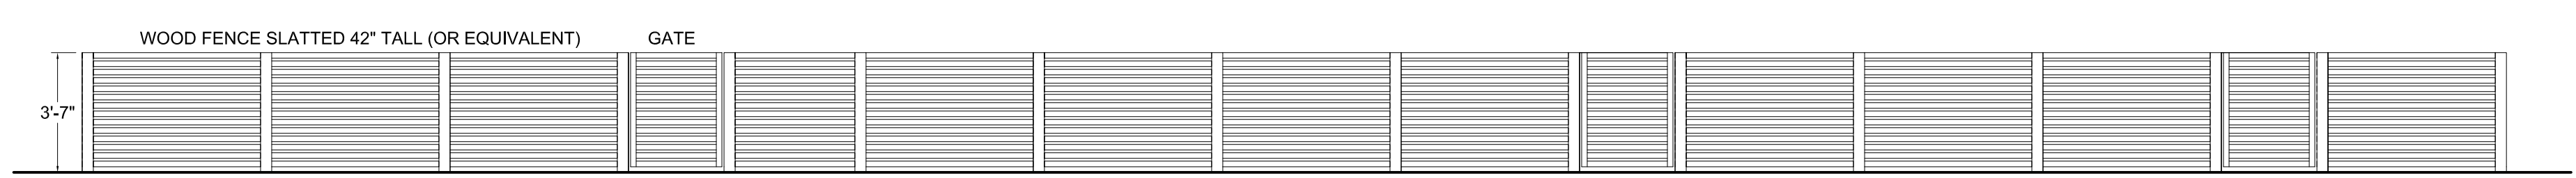 WOOD FENCE SLATTED 42" TALL (OR EQUIVALENT)
GATE
3'-7"